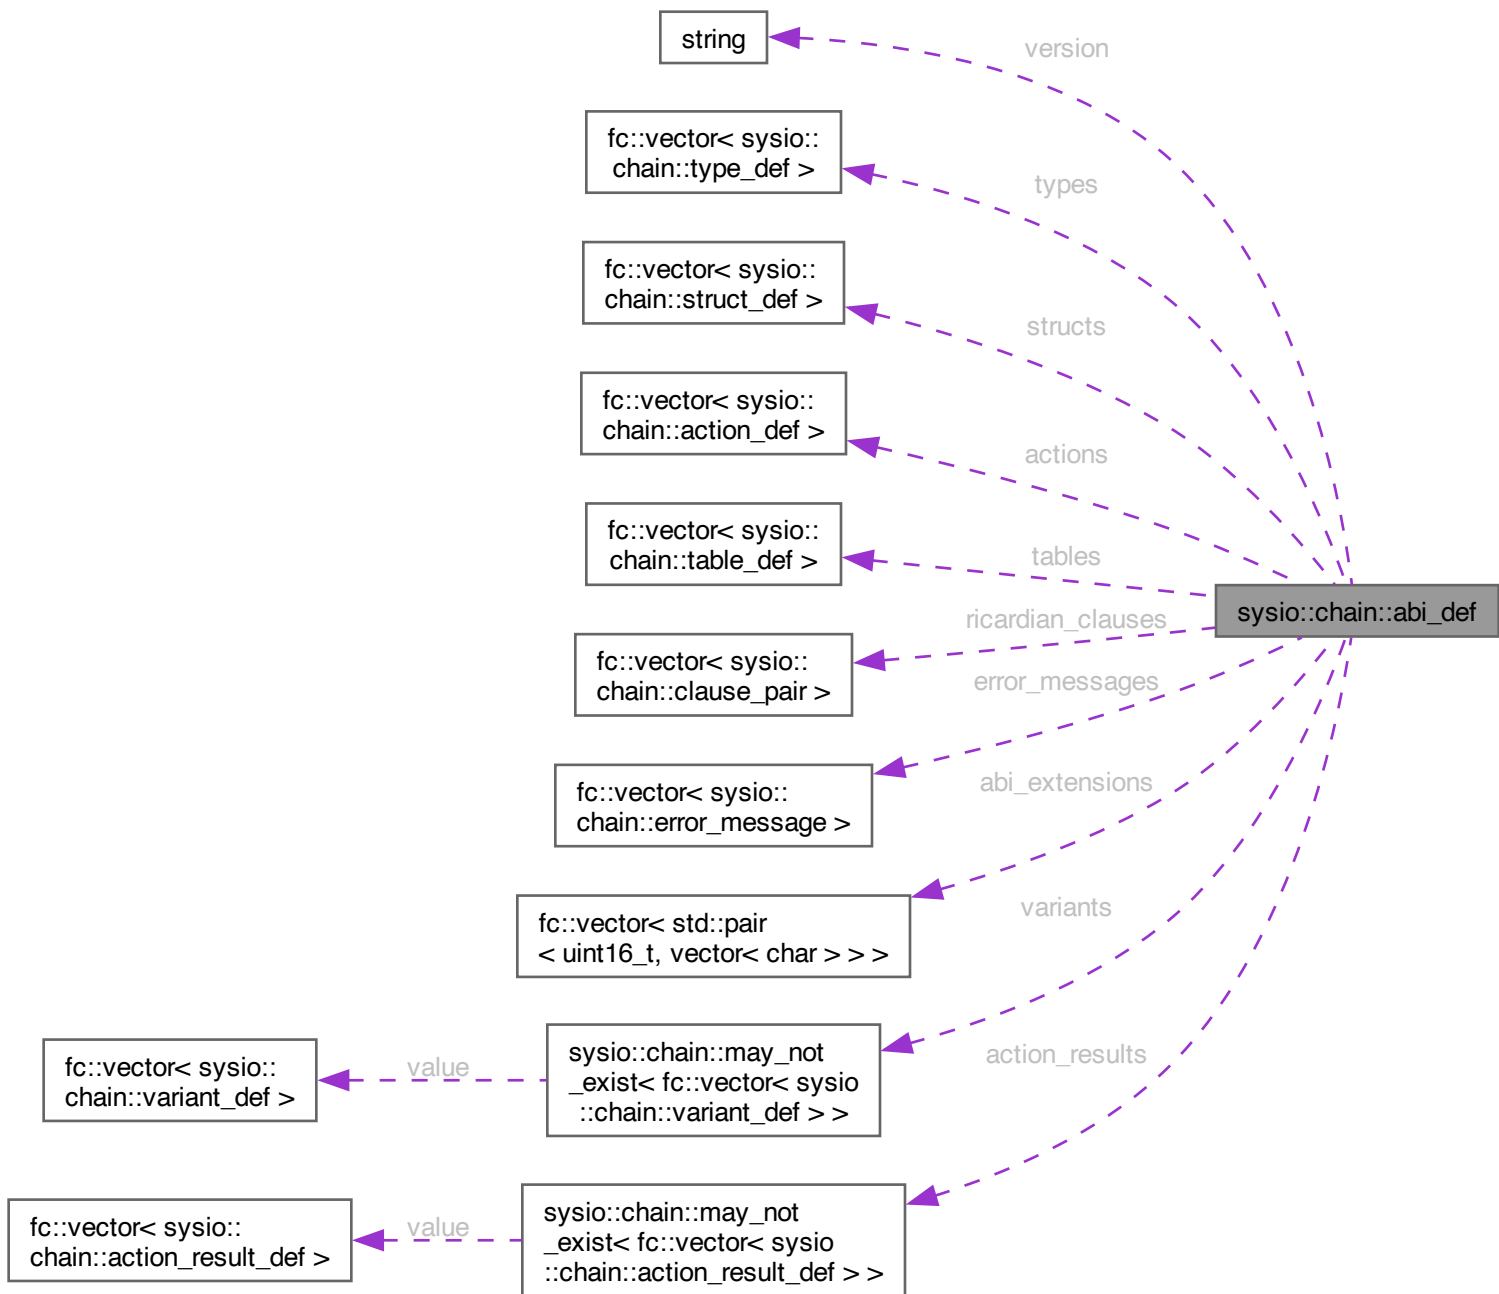 string
version
fc::vector< sysio::
chain::type_def >
types
fc::vector< sysio::
chain::struct_def >
structs
fc::vector< sysio::
chain::action_def >
actions
fc::vector< sysio::
chain::table_def >
tables
sysio::chain::abi_def
ricardian_clauses
fc::vector< sysio::
chain::clause_pair >
error_messages
fc::vector< sysio::
chain::error_message >
abi_extensions
fc::vector< std::pair
< uint16_t, vector< char > > >
variants
sysio::chain::may_not
_exist< fc::vector< sysio
::chain::variant_def > >
value
fc::vector< sysio::
chain::variant_def >
action_results
sysio::chain::may_not
_exist< fc::vector< sysio
::chain::action_result_def > >
value
fc::vector< sysio::
chain::action_result_def >